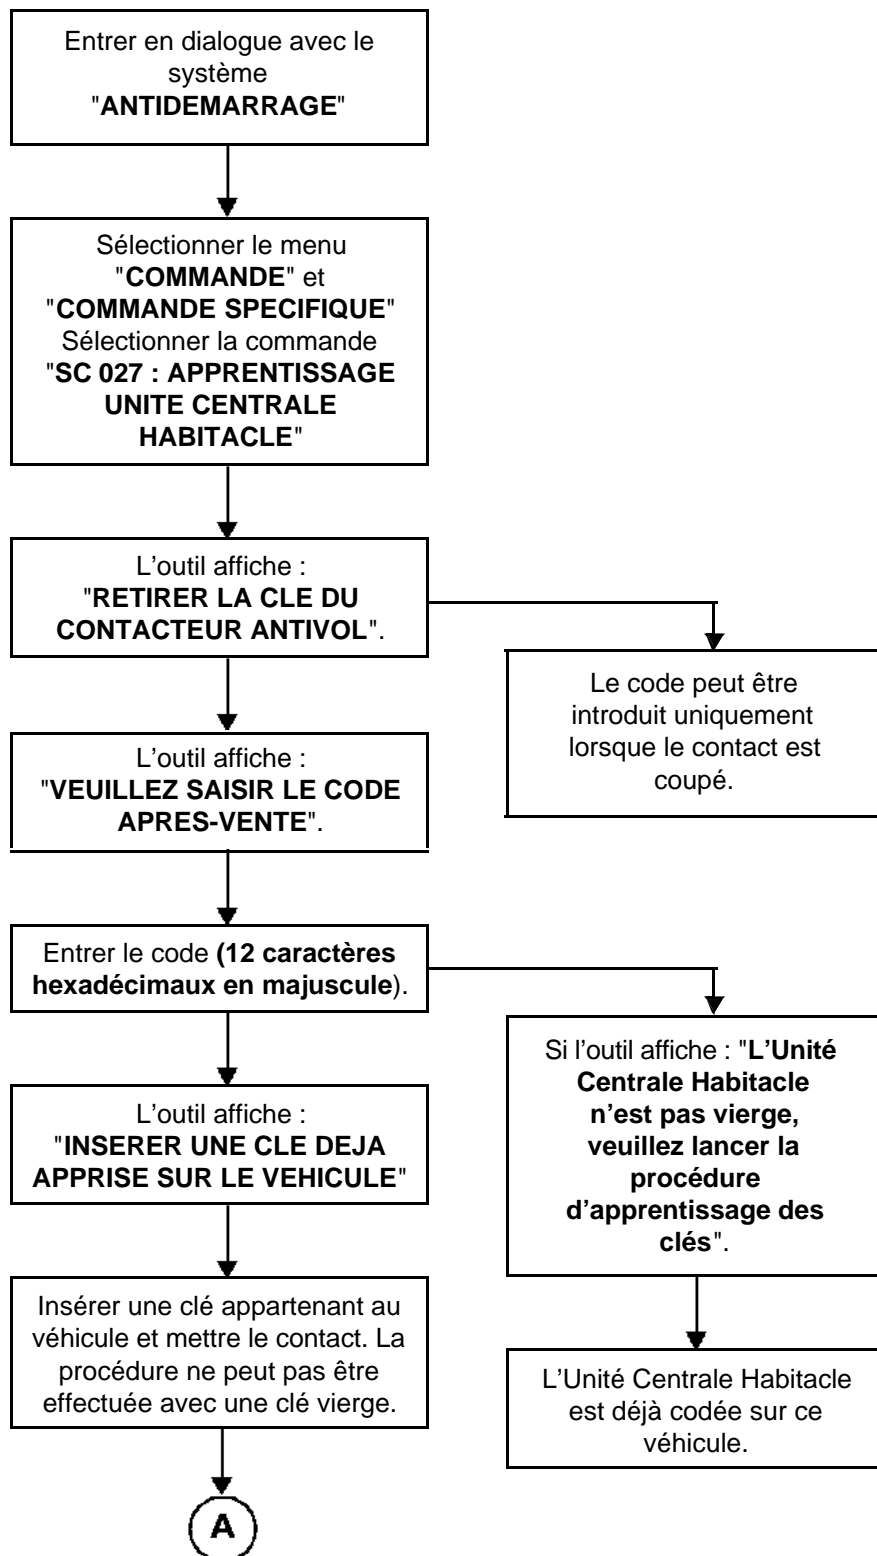 Entrer en dialogue avec le
système
"ANTIDEMARRAGE"
Sélectionner le menu
"COMMANDE" et
"COMMANDE SPECIFIQUE"
Sélectionner la commande
"SC 027 : APPRENTISSAGE
UNITE CENTRALE
HABITACLE"
L'outil affiche :
"RETIRER LA CLE DU
CONTACTEUR ANTIVOL".
Le code peut être
introduit uniquement
lorsque le contact est
coupé.
L'outil affiche :
"VEUILLEZ SAISIR LE CODE
APRES-VENTE".
Entrer le code (12 caractères
hexadécimaux en majuscule).
Si l'outil affiche : "L'Unité
Centrale Habitacle
n'est pas vierge,
veuillez lancer la
procédure
d'apprentissage des
clés".
L'outil affiche :
"INSERER UNE CLE DEJA
APPRISE SUR LE VEHICULE"
Insérer une clé appartenant au
véhicule et mettre le contact. La
procédure ne peut pas être
effectuée avec une clé vierge.
L'Unité Centrale Habitacle
est déjà codée sur ce
véhicule.
A